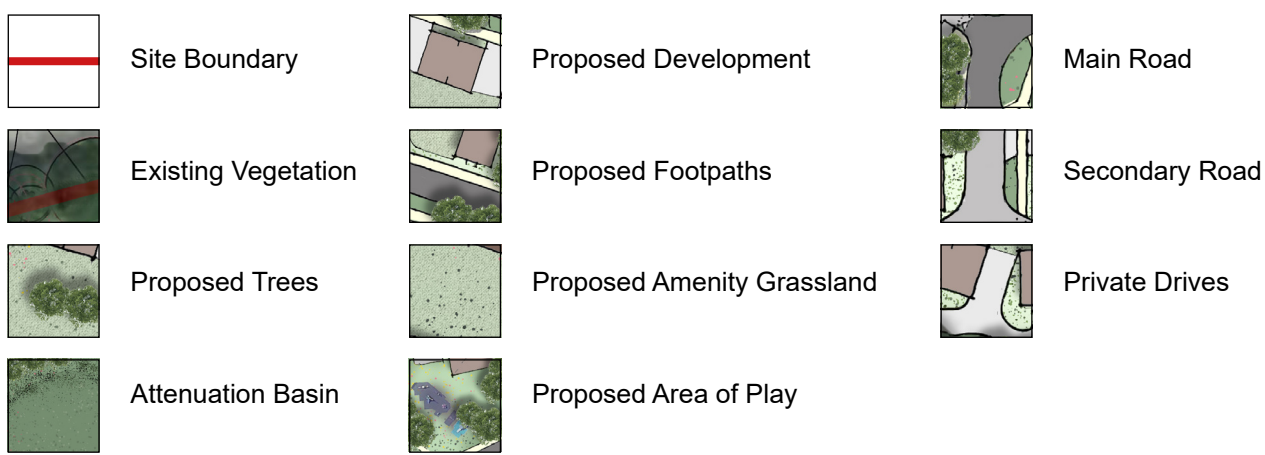 Site Boundary
Existing Vegetation
Proposed Trees
Attenuation Basin
Proposed Development
Proposed Footpaths
Proposed Amenity Grassland
Proposed Area of Play
Main Road
Secondary Road
Private Drives